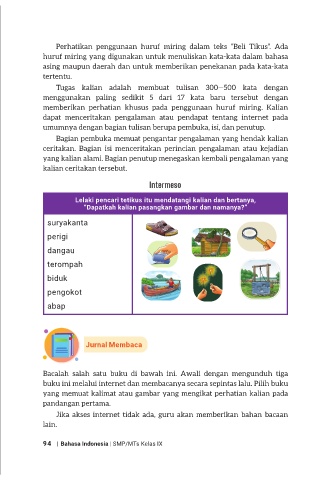 Perhatikan penggunaan huruf miring dalam teks "Beli Tikus". Ada
huruf miring yang digunakan untuk menuliskan kata-kata dalam bahasa
asing maupun daerah dan untuk memberikan penekanan pada kata-kata
tertentu.
Tugas kalian adalah membuat tulisan 300—500 kata dengan
menggunakan paling sedikit 5 dari 17 kata baru tersebut dengan
memberikan perhatian khusus pada penggunaan huruf miring. Kalian
dapat menceritakan pengalaman atau pendapat tentang internet pada
umumnya dengan bagian tulisan berupa pembuka, isi, dan penutup.
Bagian pembuka memuat pengantar pengalaman yang hendak kalian
ceritakan. Bagian isi menceritakan perincian pengalaman atau kejadian
yang kalian alami. Bagian penutup menegaskan kembali pengalaman yang
kalian ceritakan tersebut.
Intermeso
Lelaki pencari tetikus itu mendatangi kalian dan bertanya,
"Dapatkah kalian pasangkan gambar dan namanya?"
suryakanta
perigi
dangau
terompah
biduk
pengokot
abap
Jurnal Membaca
Bacalah salah satu buku di bawah ini. Awali dengan mengunduh tiga
buku ini melalui internet dan membacanya secara sepintas lalu. Pilih buku
yang memuat kalimat atau gambar yang mengikat perhatian kalian pada
pandangan pertama.
Jika akses internet tidak ada, guru akan memberikan bahan bacaan
lain.
94 | Bahasa Indonesia | SMP/MTs Kelas IX